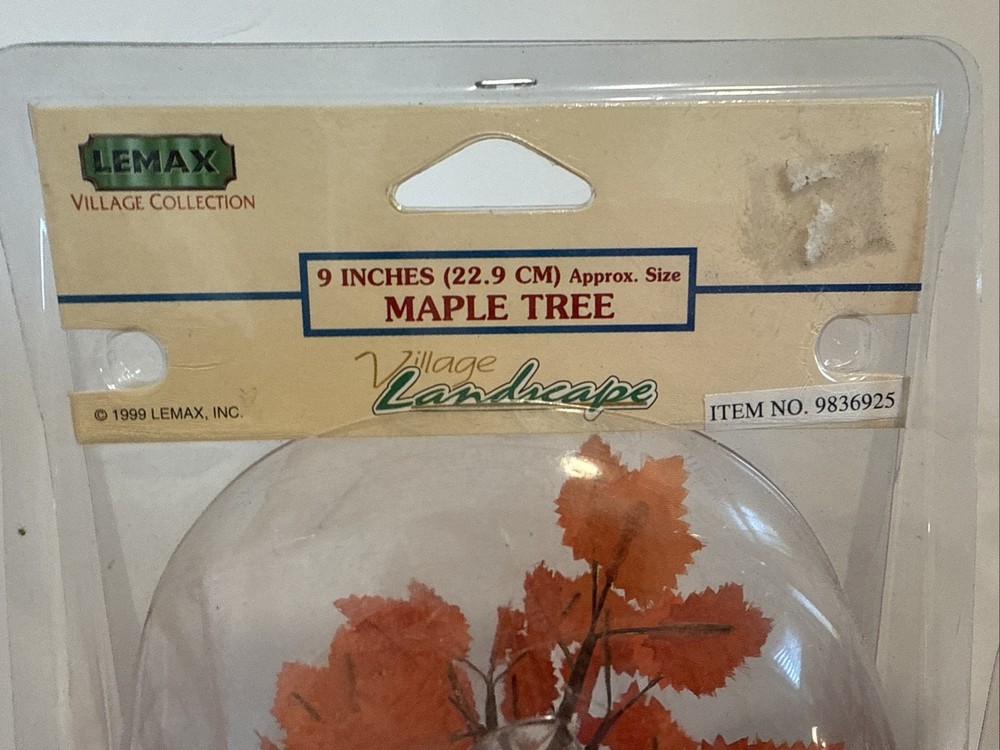 LEMAX
VILLAGE COLLECTION
9 INCHES (22.9 CM) Approx. Size
MAPLE TREE
Village
Landscape
© 1999 LEMAX, INC.
ITEM NO. 9836925